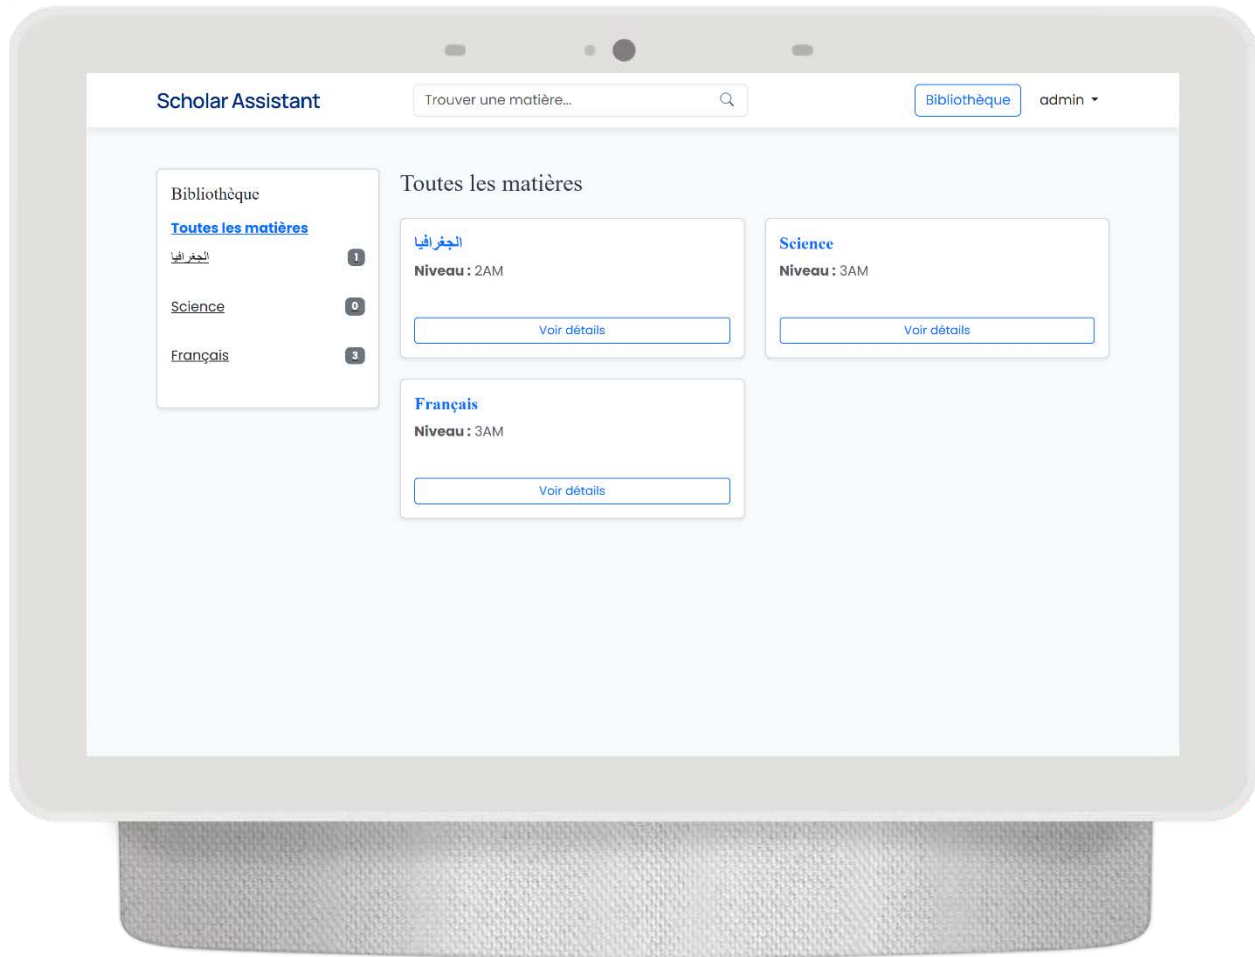 Scholar Assistant
Trouver une matière...
Bibliothèque
admin
Bibliothèque
Toutes les matières
الجغرافيا
1
Science
0
Français
3
Toutes les matières
الجغرافيا
Niveau : 2AM
Voir détails
Science
Niveau : 3AM
Voir détails
Français
Niveau : 3AM
Voir détails